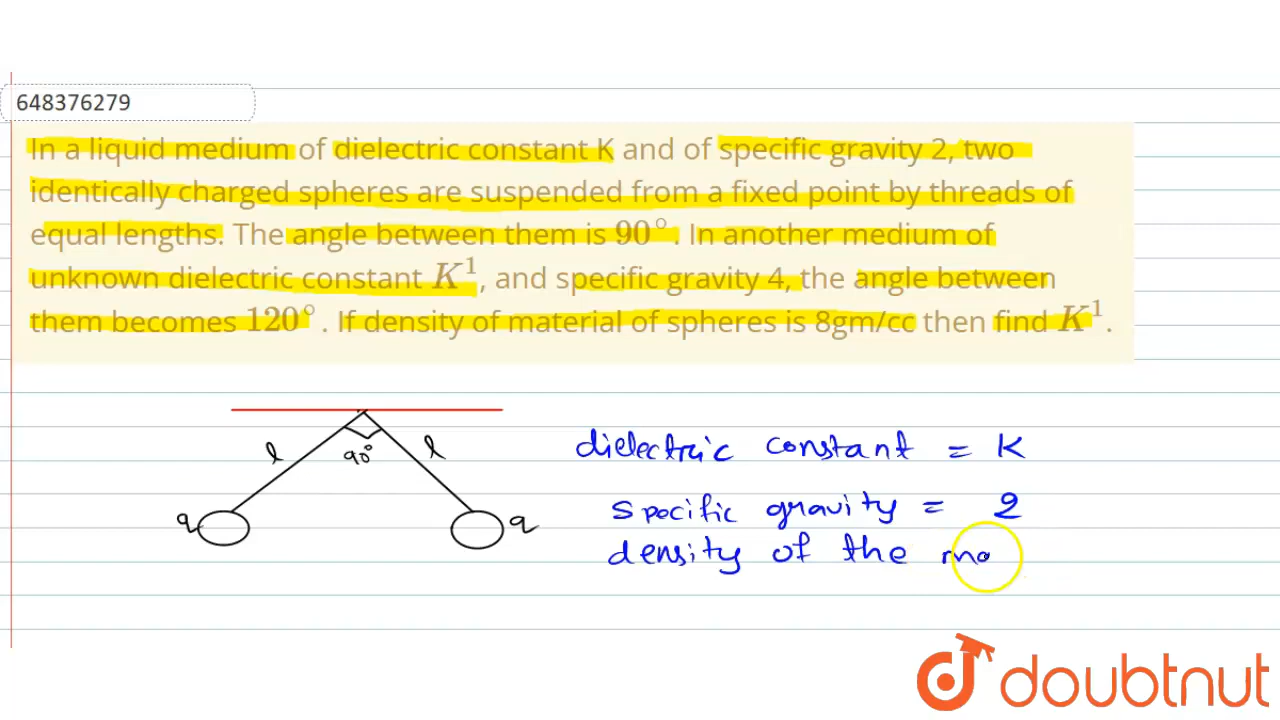 648376279
In a liquid medium of dielectric constant K and of specific gravity 2, two
identically charged spheres are suspended from a fixed point by threads of
equal lengths. The angle between them is 90°. In another medium of
unknown dielectric constant K¹, and specific gravity 4, the angle between
them becomes 120°. If density of material of spheres is 8gm/cc then find K¹.
l
l
90°
q
q
dielectric constant = K
specific gravity = 2
density of the ma
doubtnut